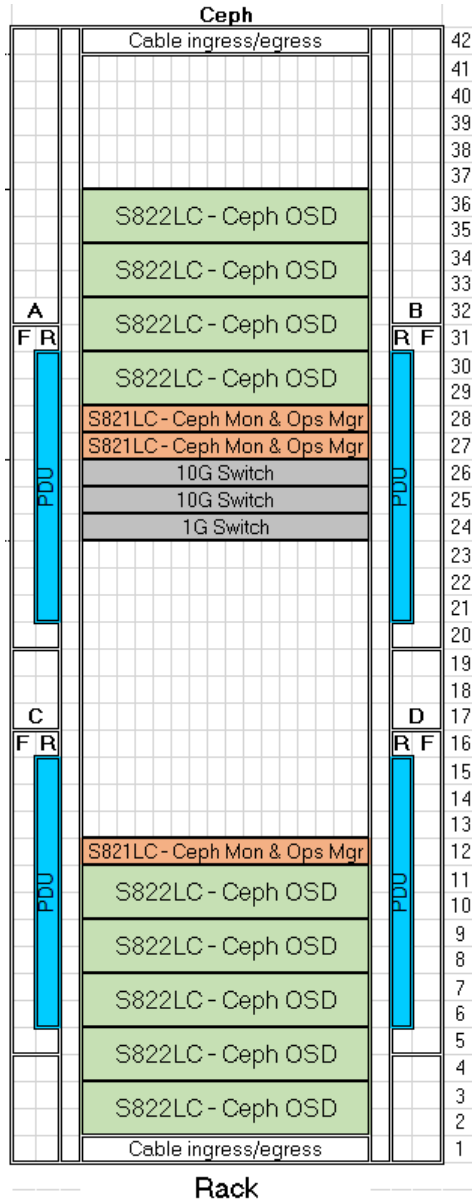 Ceph
Cable ingress/egress 42
41
40
39
38
37
S822LC - Ceph OSD 36
35
S822LC - Ceph OSD 34
33
A S822LC - Ceph OSD B 32
F R R F 31
S822LC - Ceph OSD 30
29
S821LC - Ceph Mon & Ops Mgr 28
S821LC - Ceph Mon & Ops Mgr 27
10G Switch 26
PDU 10G Switch PDU 25
1G Switch 24
23
22
21
20
19
18
C D 17
F R R F 16
15
14
13
S821LC - Ceph Mon & Ops Mgr 12
S822LC - Ceph OSD 11
PDU PDU 10
S822LC - Ceph OSD 9
8
S822LC - Ceph OSD 7
6
S822LC - Ceph OSD 5
4
S822LC - Ceph OSD 3
2
Cable ingress/egress 1
Rack